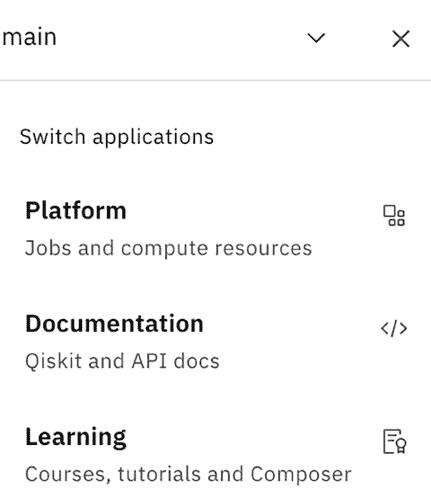 main
Switch applications
Platform
Jobs and compute resources
Documentation
Qiskit and API docs
Learning
Courses, tutorials and Composer